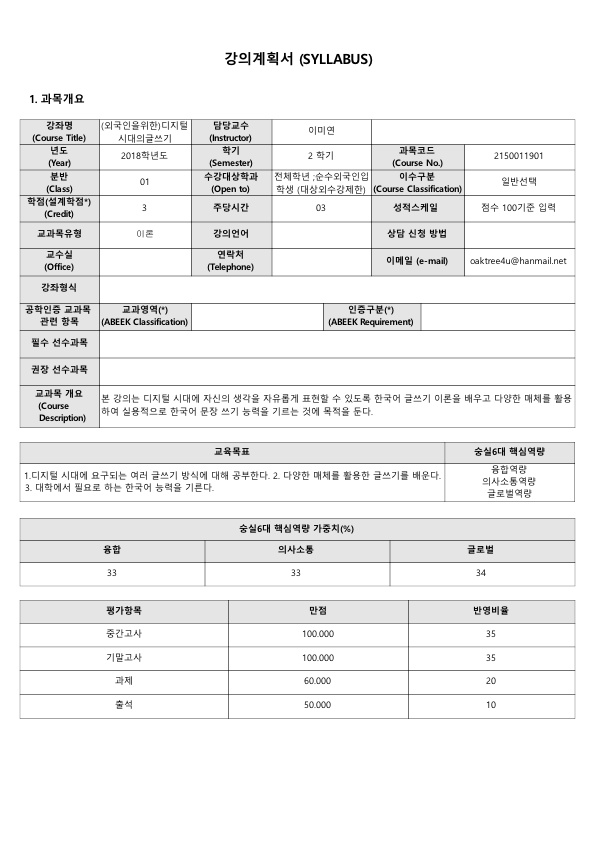 강의계획서 (SYLLABUS)
1. 과목개요
강좌명
(Course Title)
(외국인을위한)디지털
시대의글쓰기
담당교수
(Instructor)
이미연
년도
(Year)
2018학년도
학기
(Semester)
2 학기
과목코드
(Course No.)
2150011901
분반
(Class)
01
수강대상학과
(Open to)
전체학년 ;순수외국인입
학생 (대상외수강제한)
이수구분
(Course Classification)
일반선택
학점(설계학점*)
(Credit)
3
주당시간
03
성적스케일
점수 100기준 입력
교과목유형
이론
강의언어
상담 신청 방법
교수실
(Office)
연락처
(Telephone)
이메일 (e-mail)
oaktree4u@hanmail.net
강좌형식
공학인증 교과목
관련 항목
교과영역(*)
(ABEEK Classification)
인증구분(*)
(ABEEK Requirement)
필수 선수과목
권장 선수과목
교과목 개요
(Course
Description)
본 강의는 디지털 시대에 자신의 생각을 자유롭게 표현할 수 있도록 한국어 글쓰기 이론을 배우고 다양한 매체를 활용
하여 실용적으로 한국어 문장 쓰기 능력을 기르는 것에 목적을 둔다.
교육목표
숭실6대 핵심역량
1.디지털 시대에 요구되는 여러 글쓰기 방식에 대해 공부한다. 2. 다양한 매체를 활용한 글쓰기를 배운다.
3. 대학에서 필요로 하는 한국어 능력을 기른다.
융합역량
의사소통역량
글로벌역량
숭실6대 핵심역량 가중치(%)
융합
의사소통
글로벌
33
33
34
평가항목
만점
반영비율
중간고사
100.000
35
기말고사
100.000
35
과제
60.000
20
출석
50.000
10